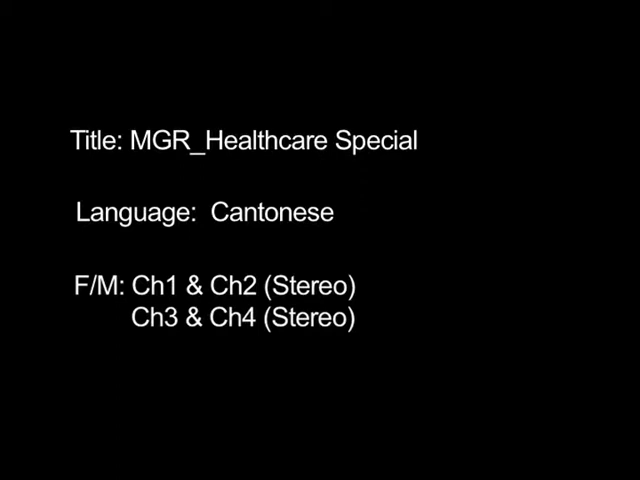 Title: MGR_Healthcare Special
Language: Cantonese
F/M: Ch1 & Ch2 (Stereo)
Ch3 & Ch4 (Stereo)